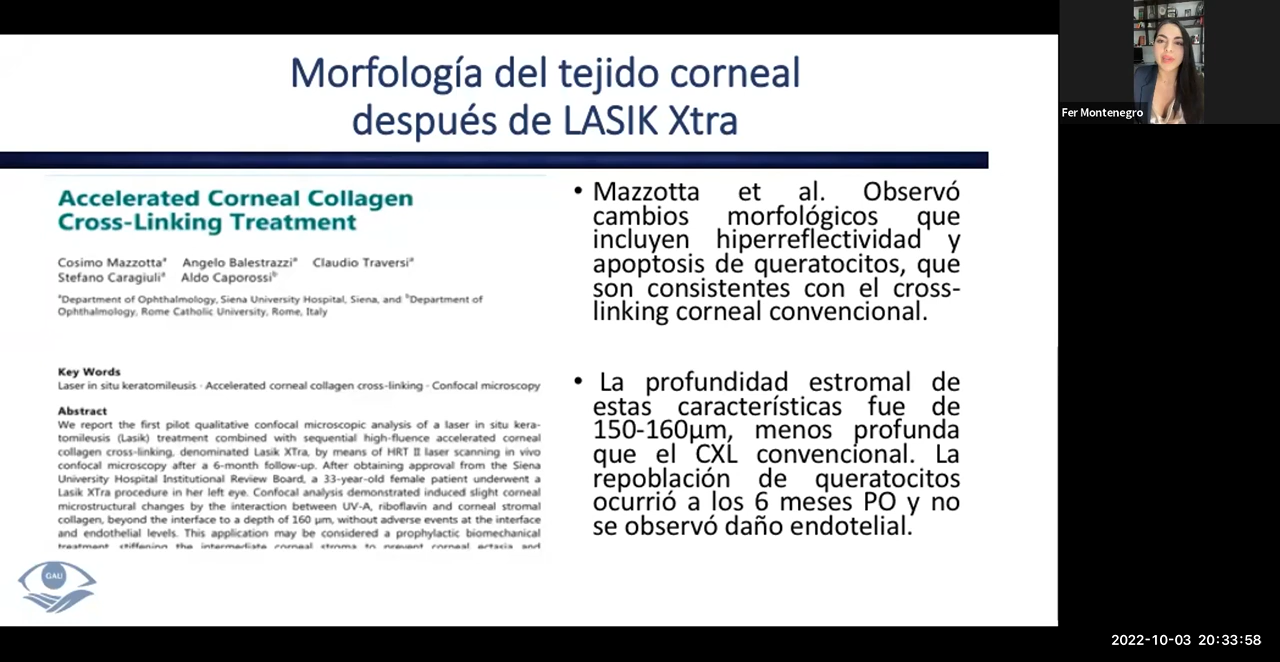 Morfología del tejido corneal
después de LASIK Xtra
Accelerated Corneal Collagen
Cross-Linking Treatment
Cosimo Mazzottaᵃ Angelo Balestrazziᵃ Claudio Traversiᵃ
Stefano Caragiuliᵃ Aldo Caporossiᵇ
ᵃDepartment of Ophthalmology, Siena University Hospital, Siena, and ᵇDepartment of
Ophthalmology, Rome Catholic University, Rome, Italy
Key Words
Laser in situ keratomileusis · Accelerated corneal collagen cross-linking · Confocal microscopy
Abstract
We report the first pilot qualitative confocal microscopic analysis of a laser in situ kera-
tomileusis (Lasik) treatment combined with sequential high-fluence accelerated corneal
collagen cross-linking, denominated Lasik XTra, by means of HRT II laser scanning in vivo
confocal microscopy after a 6-month follow-up. After obtaining approval from the Siena
University Hospital Institutional Review Board, a 33-year-old female patient underwent a
Lasik XTra procedure in her left eye. Confocal analysis demonstrated induced slight corneal
microstructural changes by the interaction between UV-A, riboflavin and corneal stromal
collagen, beyond the interface to a depth of 160 µm, without adverse events at the interface
and endothelial levels. This application may be considered a prophylactic biomechanical
treatment, stiffening the intermediate corneal stroma to prevent corneal ectasia and
• Mazzotta et al. Observó
cambios morfológicos que
incluyen hiperreflectividad y
apoptosis de queratocitos, que
son consistentes con el cross-
linking corneal convencional.
• La profundidad estromal de
estas características fue de
150-160µm, menos profunda
que el CXL convencional. La
repoblación de queratocitos
ocurrió a los 6 meses PO y no
se observó daño endotelial.
GAU
Fer Montenegro
2022-10-03 20:33:58